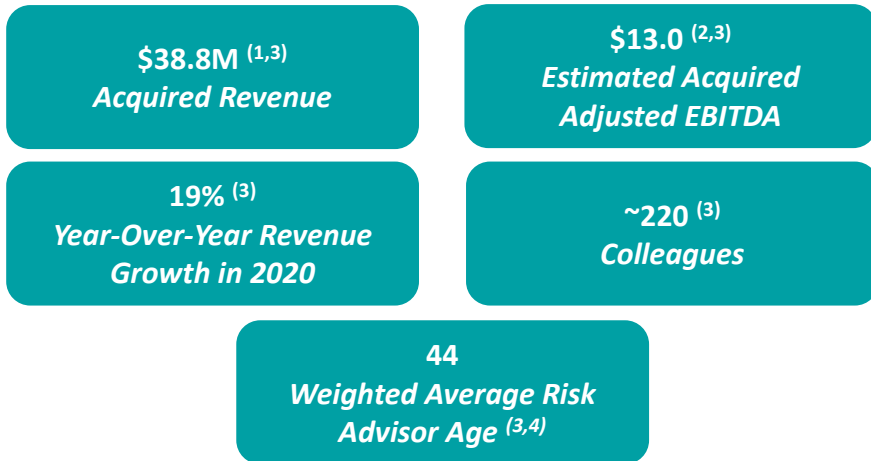 $38.8M (1,3)
Acquired Revenue
$13.0 (2,3)
Estimated Acquired
Adjusted EBITDA
19% (3)
Year-Over-Year Revenue
Growth in 2020
~220 (3)
Colleagues
44
Weighted Average Risk
Advisor Age (3,4)